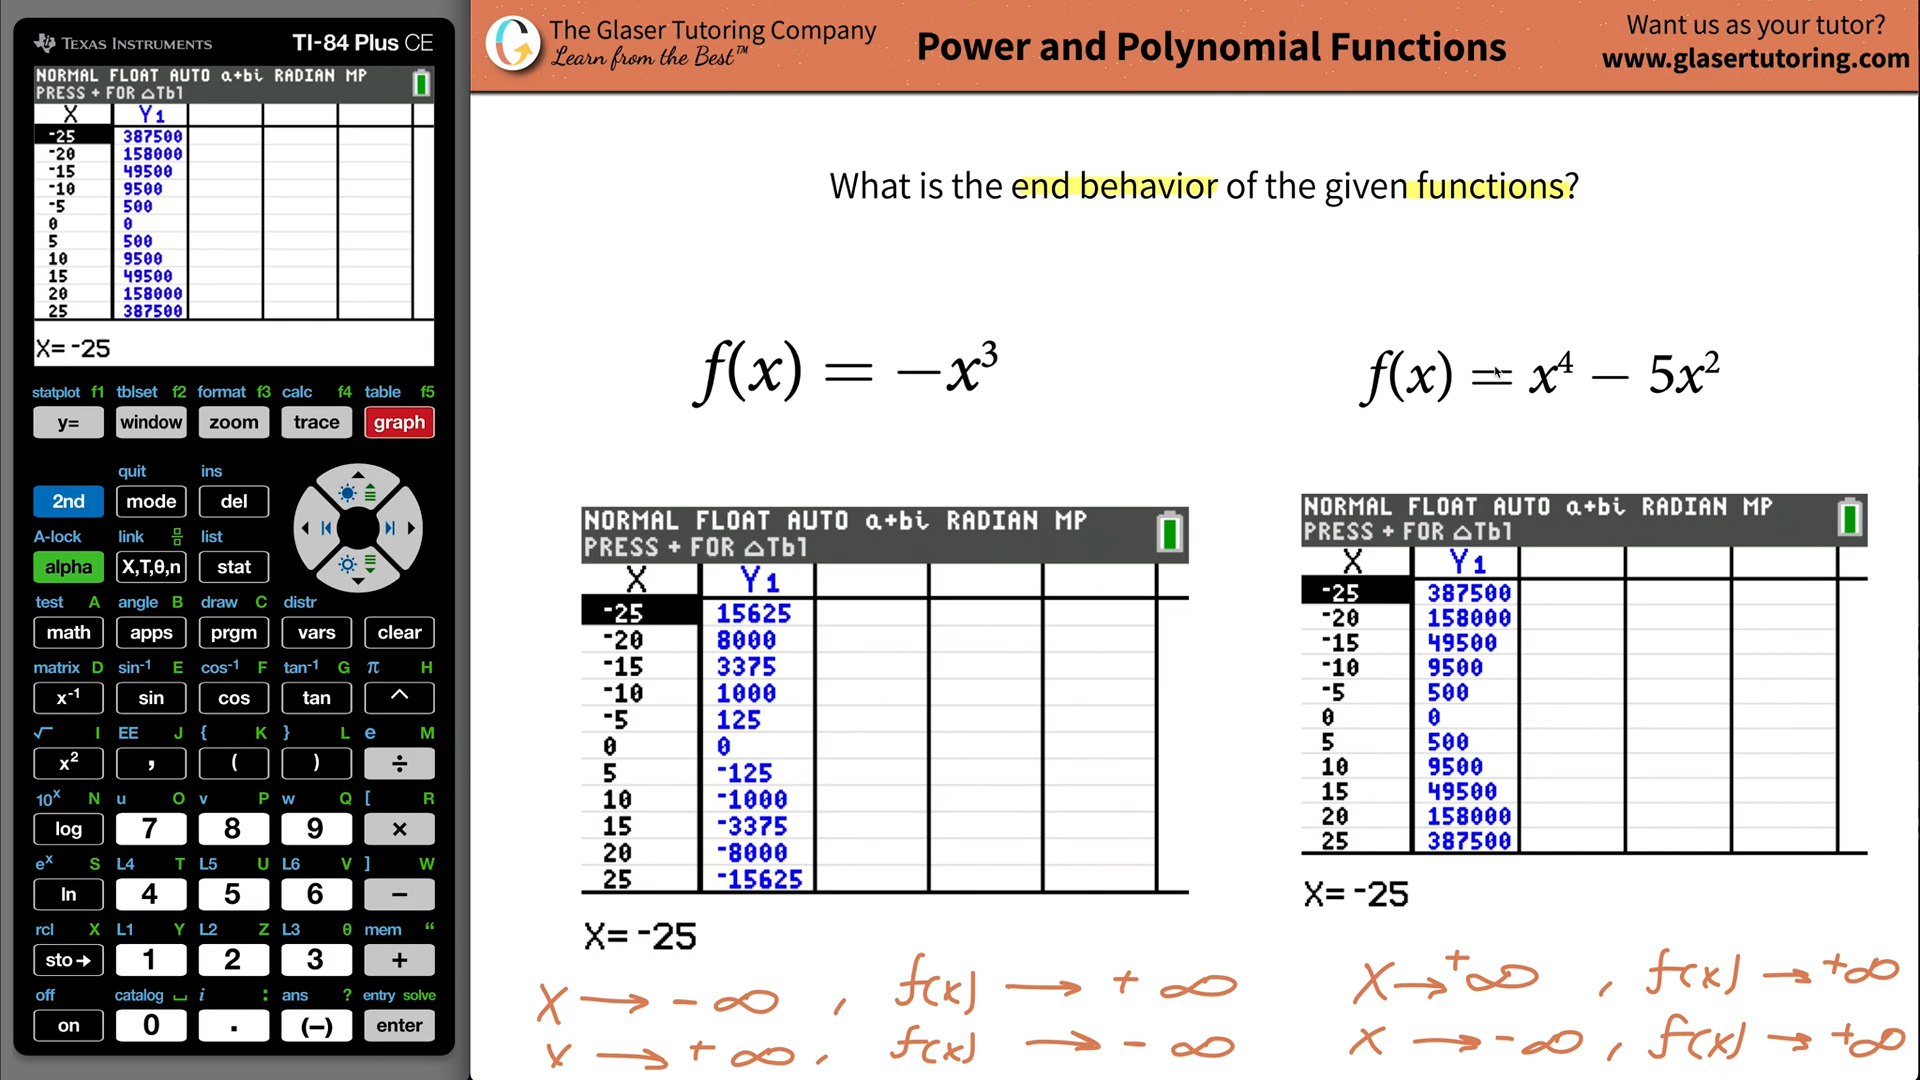 TEXAS INSTRUMENTS TI-84 Plus CE
NORMAL FLOAT AUTO a+bi RADIAN MP
PRESS + FOR △Tbl
X Y1
-25 387500
-20 158000
-15 49500
-10 9500
-5 500
0 0
5 500
10 9500
15 49500
20 158000
25 387500
X= -25
statplot f1 tblset f2 format f3 calc f4 table f5
y= window zoom trace graph
quit ins
2nd mode del
A-lock link list
alpha X,T,θ,n stat
test A angle B draw C distr
math apps prgm vars clear
matrix D sin⁻¹ E cos⁻¹ F tan⁻¹ G π H
x⁻¹ sin cos tan ^
√ I EE J { K } L e M
x² , ( ) ÷
10ˣ N u O v P w Q [ R
log 7 8 9 ×
eˣ S L4 T L5 U L6 V ] W
ln 4 5 6 −
rcl X L1 Y L2 Z L3 θ mem "
sto→ 1 2 3 +
off catalog ⎵ i : ans ? entry solve
on 0 . (−) enter
The Glaser Tutoring Company
Learn from the Best™
Power and Polynomial Functions
Want us as your tutor?
www.glasertutoring.com
What is the end behavior of the given functions?
f(x) = −x³
NORMAL FLOAT AUTO a+bi RADIAN MP
PRESS + FOR △Tbl
X Y1
-25 15625
-20 8000
-15 3375
-10 1000
-5 125
0 0
5 -125
10 -1000
15 -3375
20 -8000
25 -15625
X= -25
x → -∞ , f(x) → +∞
x → +∞ , f(x) → -∞
f(x) = x⁴ − 5x²
NORMAL FLOAT AUTO a+bi RADIAN MP
PRESS + FOR △Tbl
X Y1
-25 387500
-20 158000
-15 49500
-10 9500
-5 500
0 0
5 500
10 9500
15 49500
20 158000
25 387500
X= -25
x → +∞ , f(x) → +∞
x → -∞ , f(x) → +∞